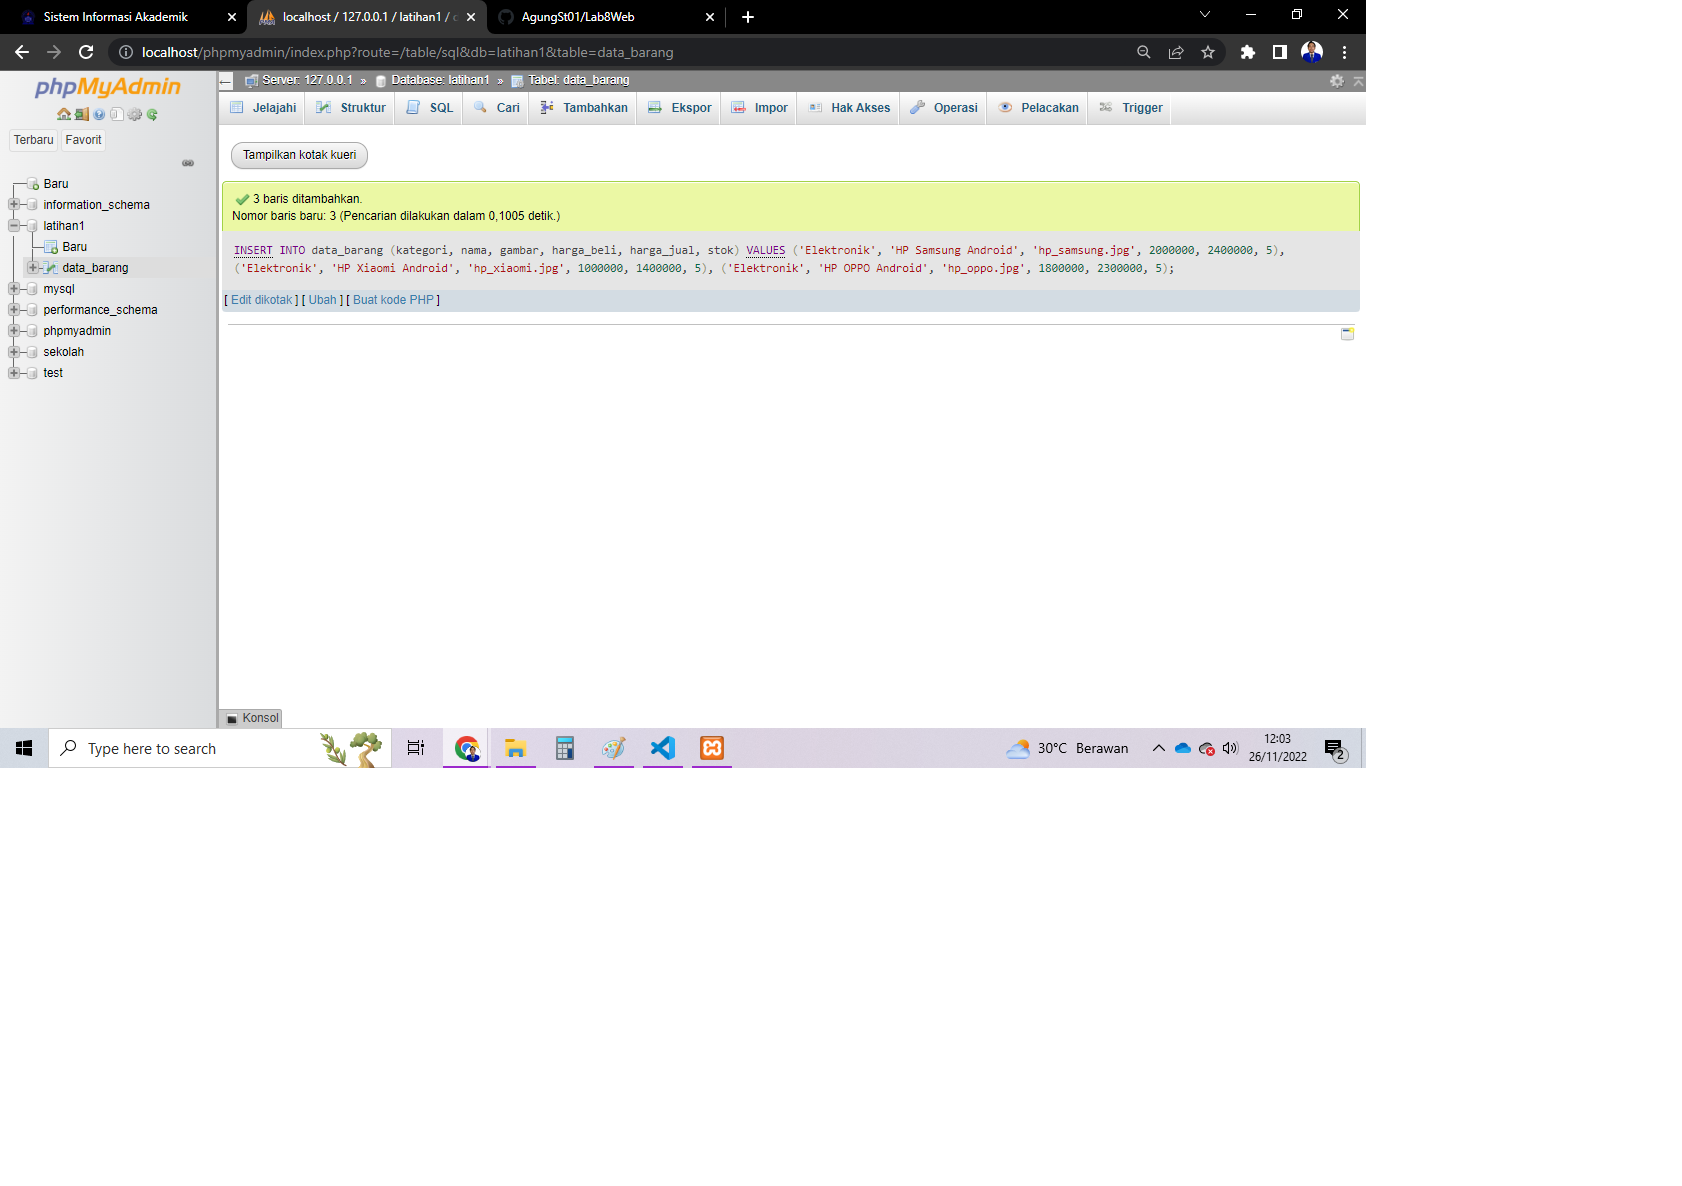 Sistem Informasi Akademik
localhost / 127.0.0.1 / latihan1 /
AgungSt01/Lab8Web
localhost/phpmyadmin/index.php?route=/table/sql&db=latihan1&table=data_barang
phpMyAdmin
Server: 127.0.0.1 » Database: latihan1 » Tabel: data_barang
Jelajahi Struktur SQL Cari Tambahkan Ekspor Impor Hak Akses Operasi Pelacakan Trigger
Terbaru Favorit
Baru
information_schema
latihan1
Baru
data_barang
mysql
performance_schema
phpmyadmin
sekolah
test
Tampilkan kotak kueri
3 baris ditambahkan.
Nomor baris baru: 3 (Pencarian dilakukan dalam 0,1005 detik.)
INSERT INTO data_barang (kategori, nama, gambar, harga_beli, harga_jual, stok) VALUES ('Elektronik', 'HP Samsung Android', 'hp_samsung.jpg', 2000000, 2400000, 5),
('Elektronik', 'HP Xiaomi Android', 'hp_xiaomi.jpg', 1000000, 1400000, 5), ('Elektronik', 'HP OPPO Android', 'hp_oppo.jpg', 1800000, 2300000, 5);
[ Edit dikotak ] [ Ubah ] [ Buat kode PHP ]
Konsol
Type here to search
30°C Berawan
12:03
26/11/2022
2